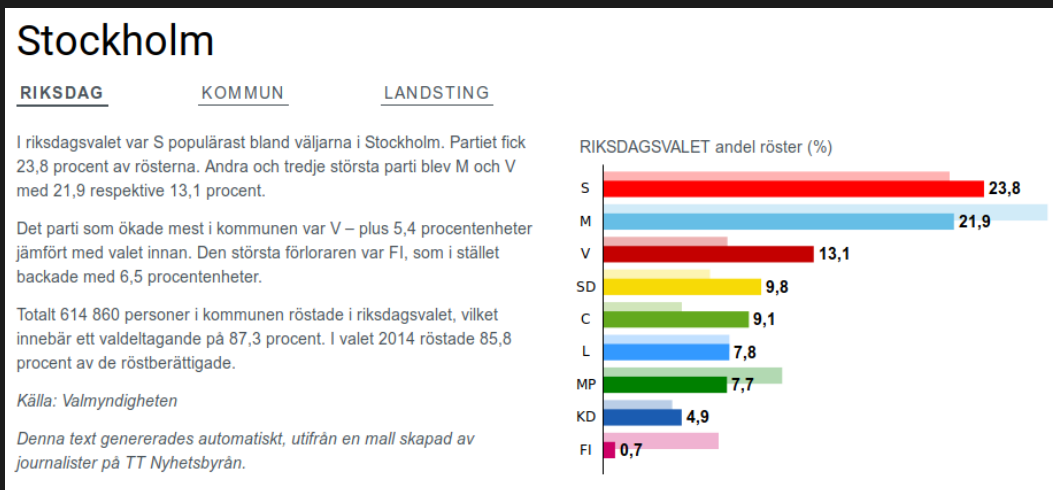 Stockholm
RIKSDAG KOMMUN LANDSTING
I riksdagsvalet var S populärast bland väljarna i Stockholm. Partiet fick
23,8 procent av rösterna. Andra och tredje största parti blev M och V
med 21,9 respektive 13,1 procent.
Det parti som ökade mest i kommunen var V – plus 5,4 procentenheter
jämfört med valet innan. Den största förloraren var FI, som i stället
backade med 6,5 procentenheter.
Totalt 614 860 personer i kommunen röstade i riksdagsvalet, vilket
innebär ett valdeltagande på 87,3 procent. I valet 2014 röstade 85,8
procent av de röstberättigade.
Källa: Valmyndigheten
Denna text genererades automatiskt, utifrån en mall skapad av
journalister på TT Nyhetsbyrån.
RIKSDAGSVALET andel röster (%)
S 23,8
M 21,9
V 13,1
SD 9,8
C 9,1
L 7,8
MP 7,7
KD 4,9
FI 0,7